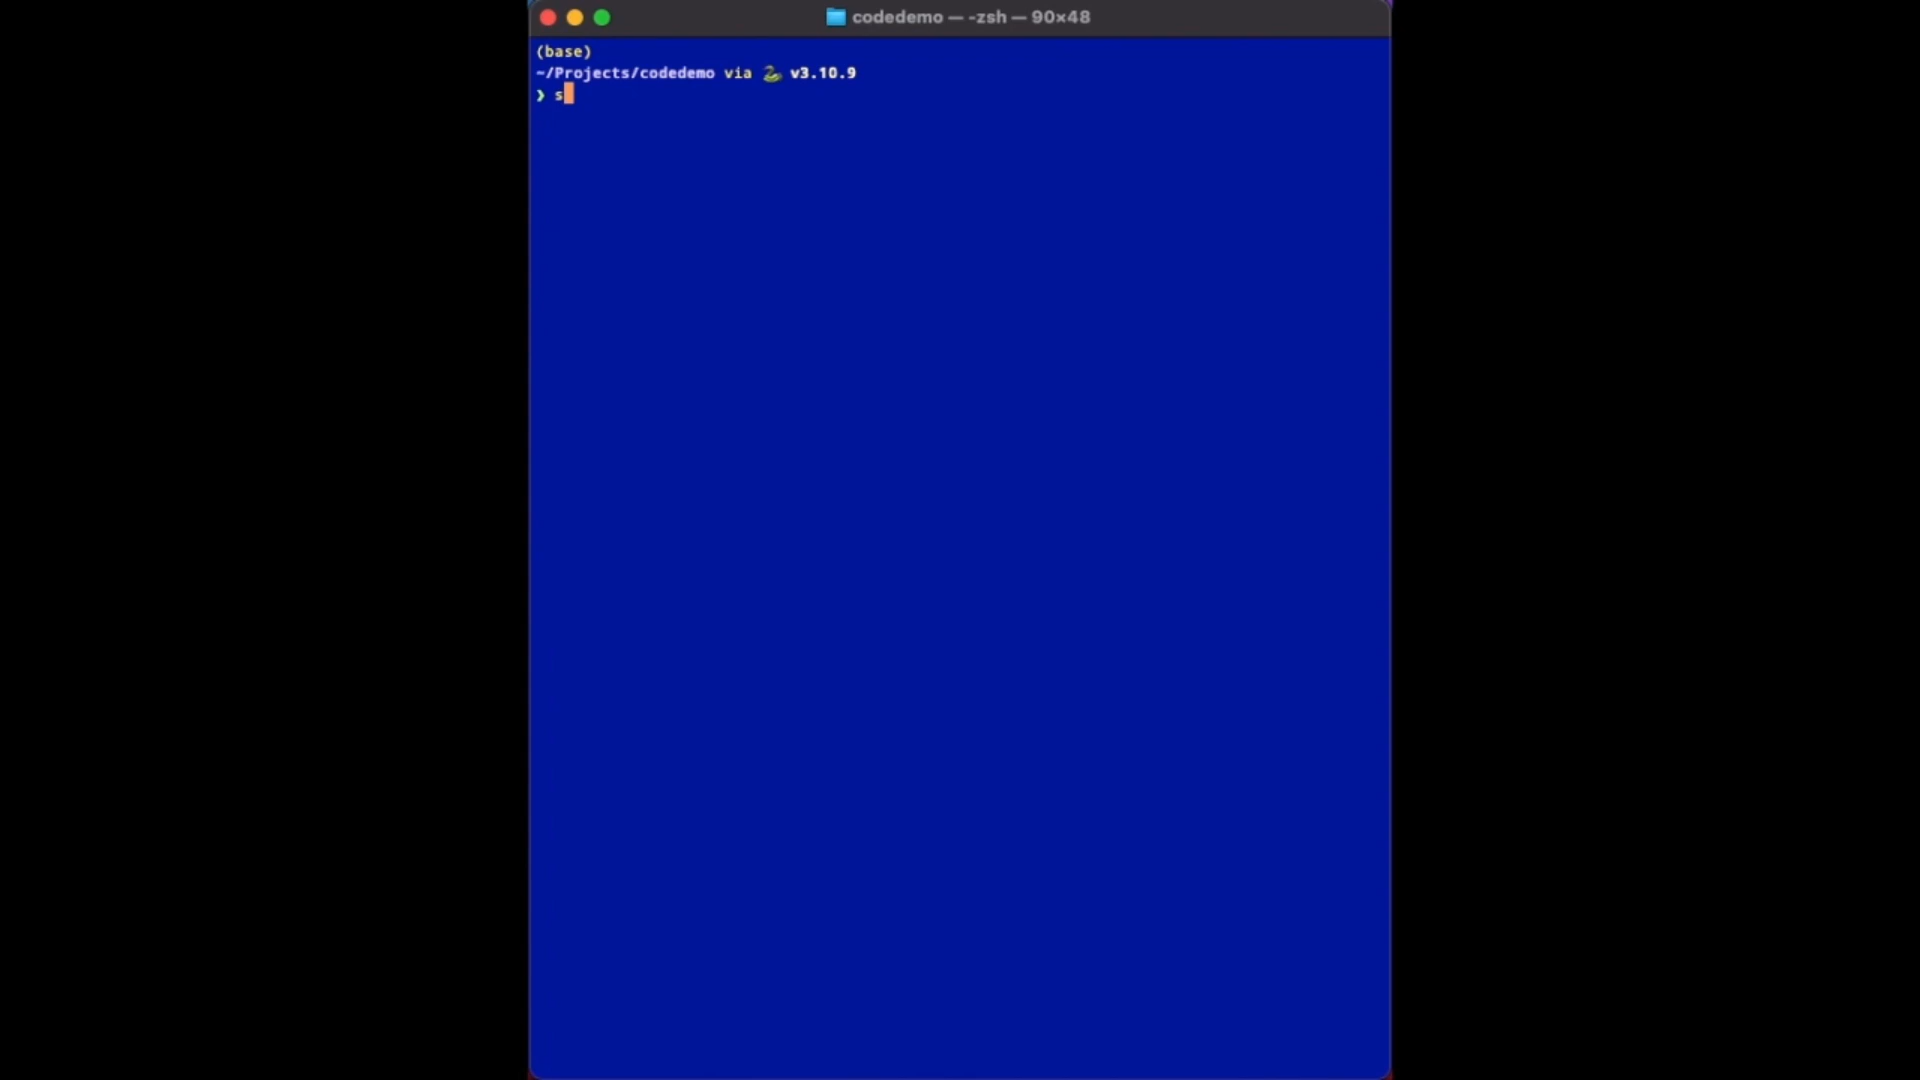 codedemo — -zsh — 90×48
(base)
~/Projects/codedemo via 🐍 v3.10.9
❯ s